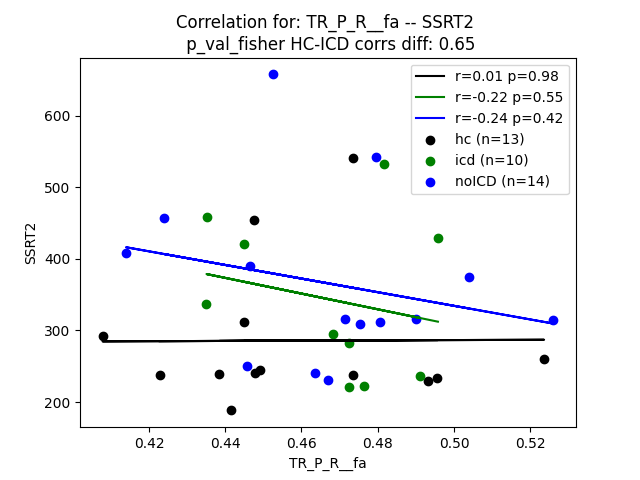 Correlation for: TR_P_R__fa -- SSRT2
p_val_fisher HC-ICD corrs diff: 0.65
r=0.01 p=0.98
r=-0.22 p=0.55
r=-0.24 p=0.42
hc (n=13)
icd (n=10)
noICD (n=14)
600
500
400
300
200
SSRT2
0.42 0.44 0.46 0.48 0.50 0.52
TR_P_R__fa